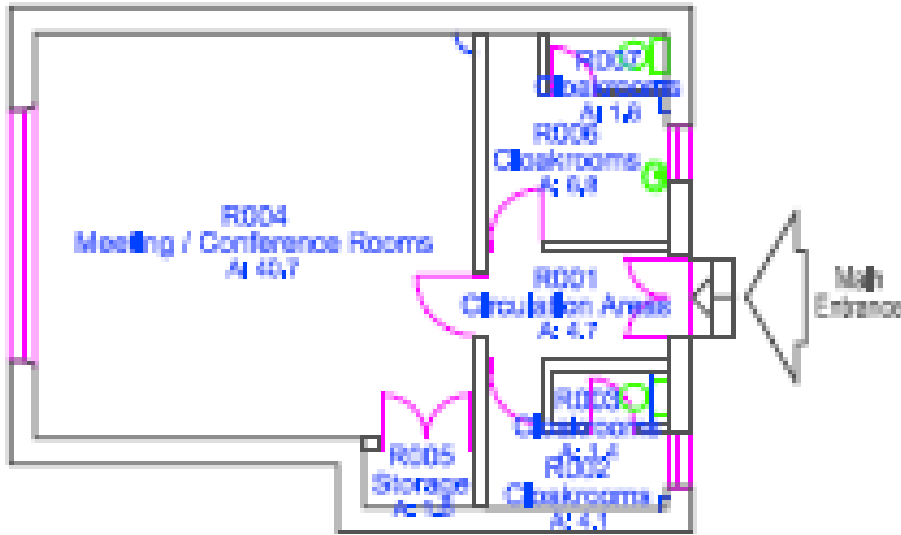 R007
Cloakrooms
A: 1,6
R006
Cloakrooms
A: 6,8
R004
Meeting / Conference Rooms
A: 40,7
R001
Circulation Areas
A: 4,7
Main
Entrance
R003
Cloakrooms
R005
Storage
R002
Cloakrooms
A: 4,1